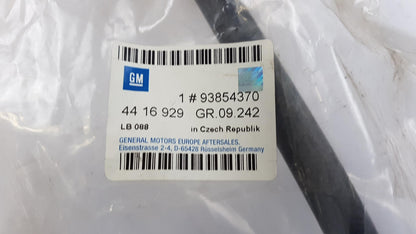 GM
1 # 93854370
44 16 929 GR.09.242
LB 088 in Czech Republik
GENERAL MOTORS EUROPE AFTERSALES,
Eisenstrasse 2-4, D-65428 Rüsselsheim Germany